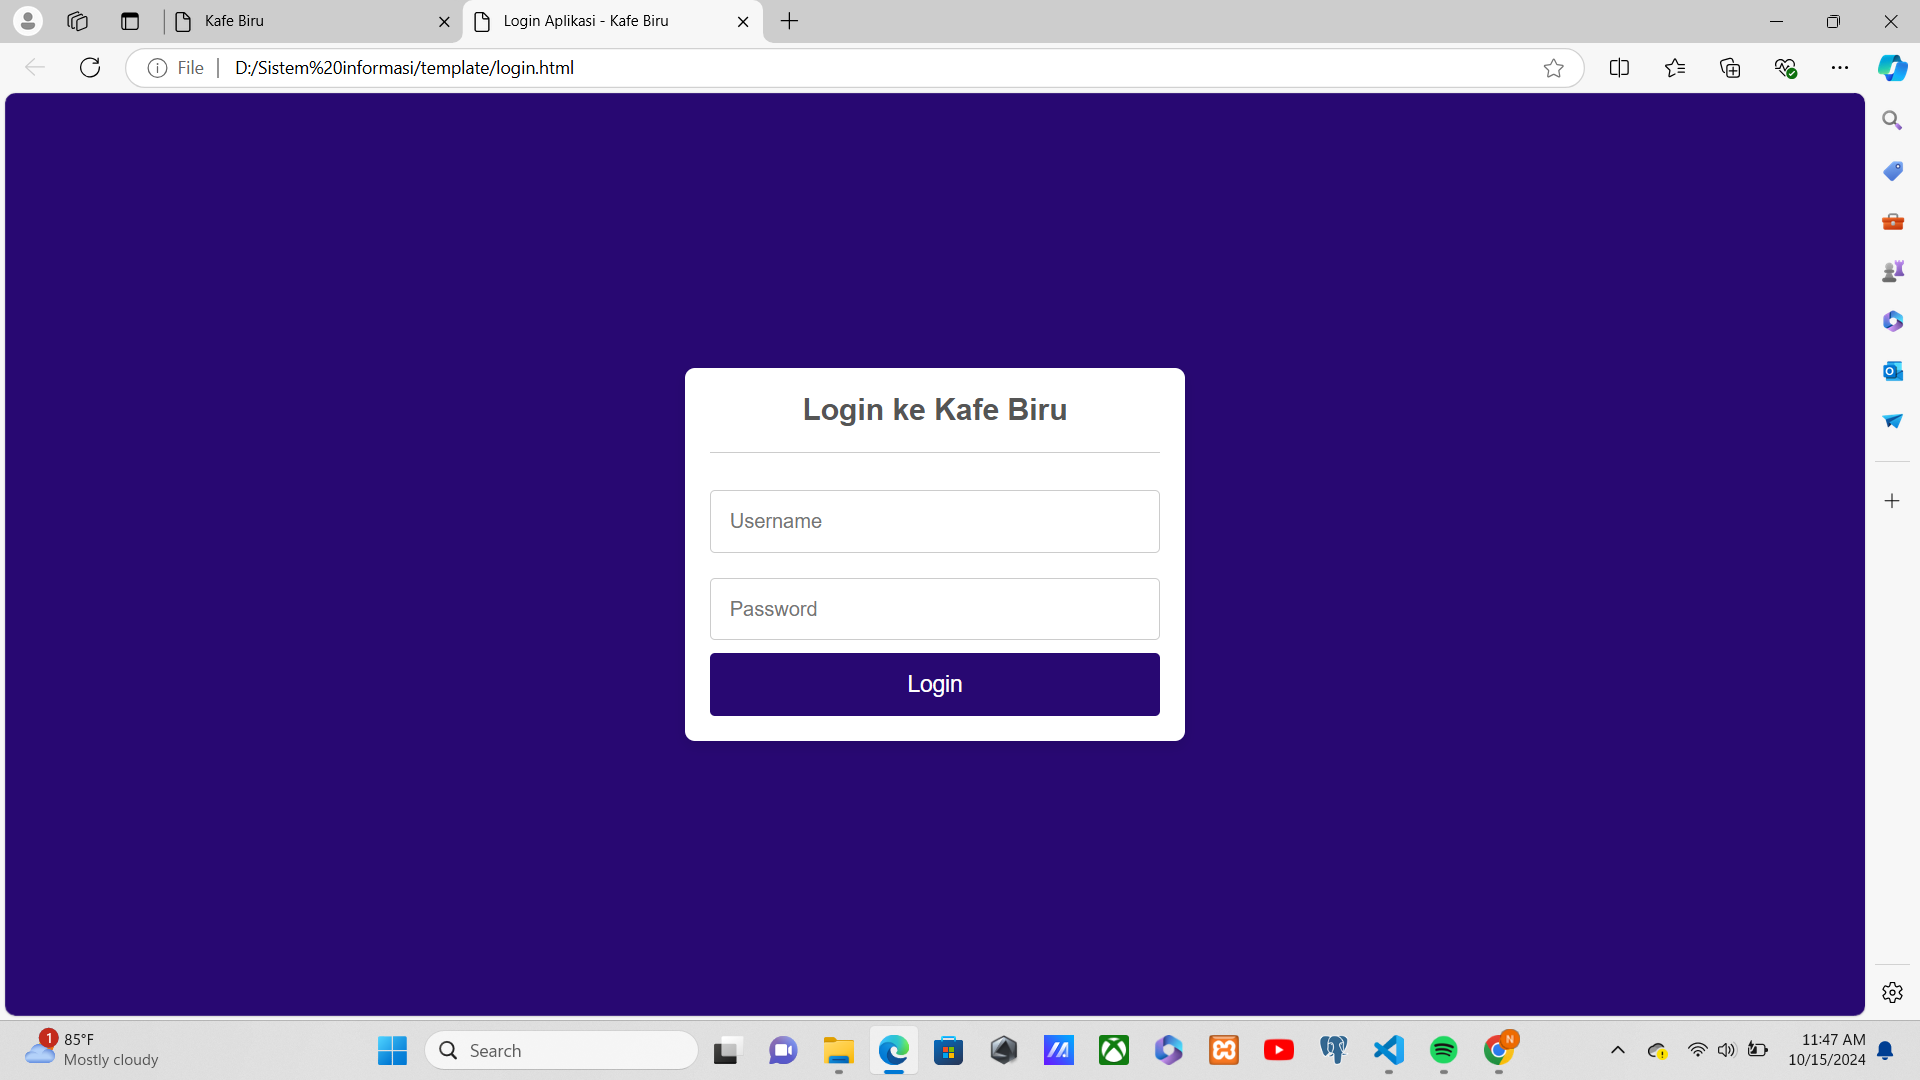 Kafe Biru
Login Aplikasi - Kafe Biru
File
D:/Sistem%20informasi/template/login.html
Login ke Kafe Biru
Username
Password
Login
1
85°F
Mostly cloudy
Search
N
11:47 AM
10/15/2024